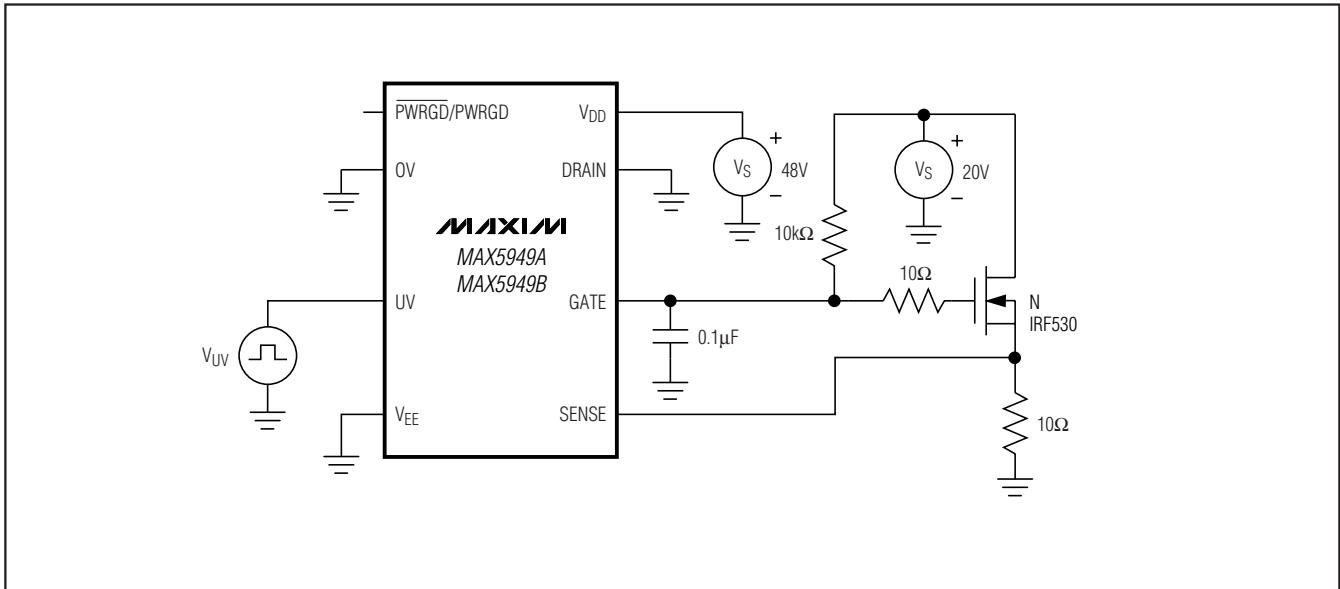 PWRGD/PWRGD
VDD
VS
+
48V
−
VS
+
20V
−
OV
DRAIN
MAXIM
MAX5949A
MAX5949B
10kΩ
10Ω
UV
GATE
N
IRF530
VUV
0.1µF
VEE
SENSE
10Ω